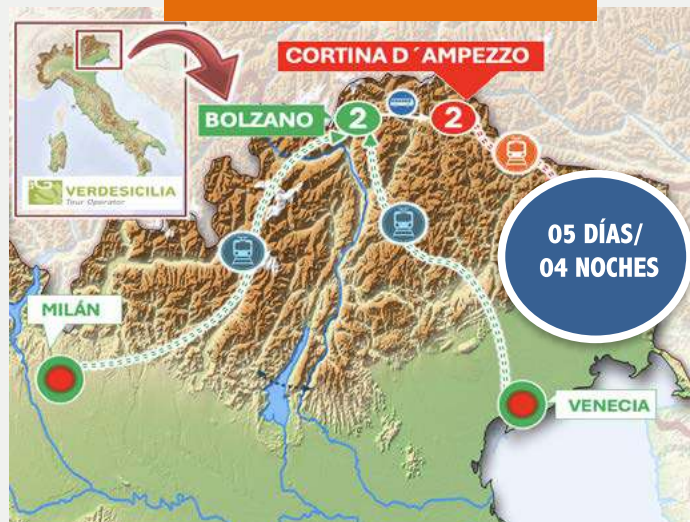 CORTINA D´AMPEZZO
BOLZANO
2
2
VERDESICILIA
Tour Operator
05 DÍAS/
04 NOCHES
MILÁN
VENECIA